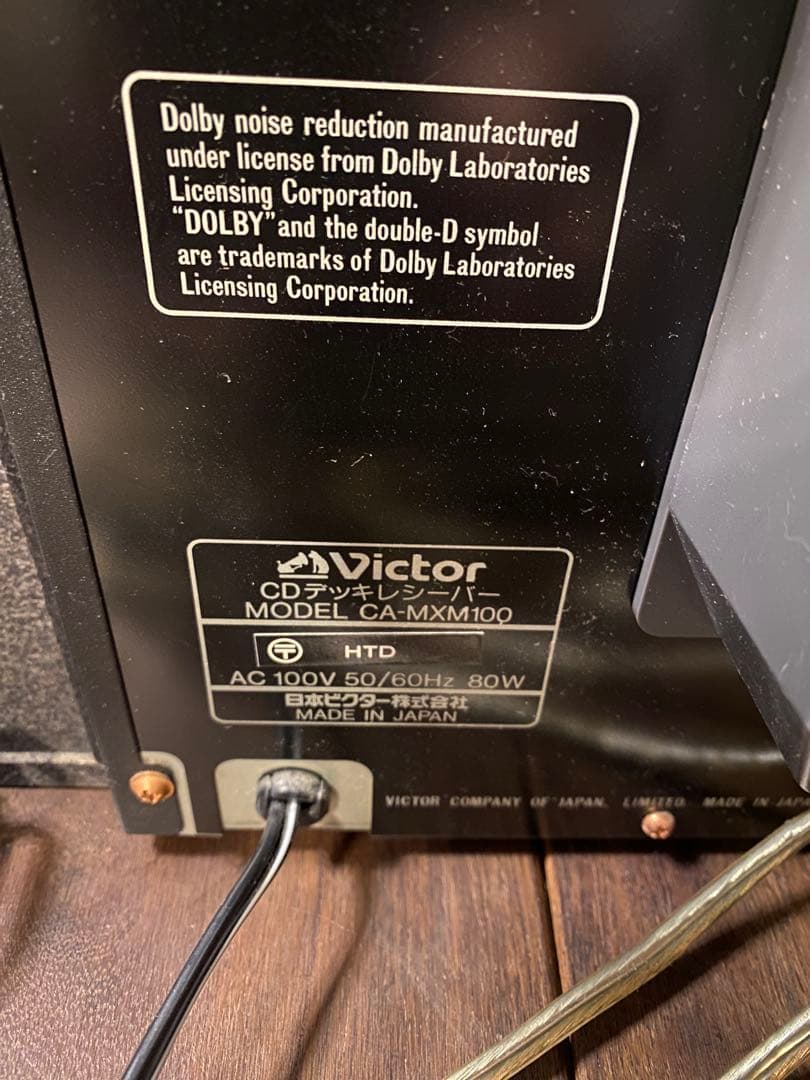 Dolby noise reduction manufactured
under license from Dolby Laboratories
Licensing Corporation.
“DOLBY” and the double-D symbol
are trademarks of Dolby Laboratories
Licensing Corporation.
Victor
CDデッキレシーバー
MODEL CA-MXM100
〒 HTD
AC 100V 50/60Hz 80W
日本ビクター株式会社
MADE IN JAPAN
VICTOR COMPANY OF JAPAN, LIMITED. MADE IN JAP